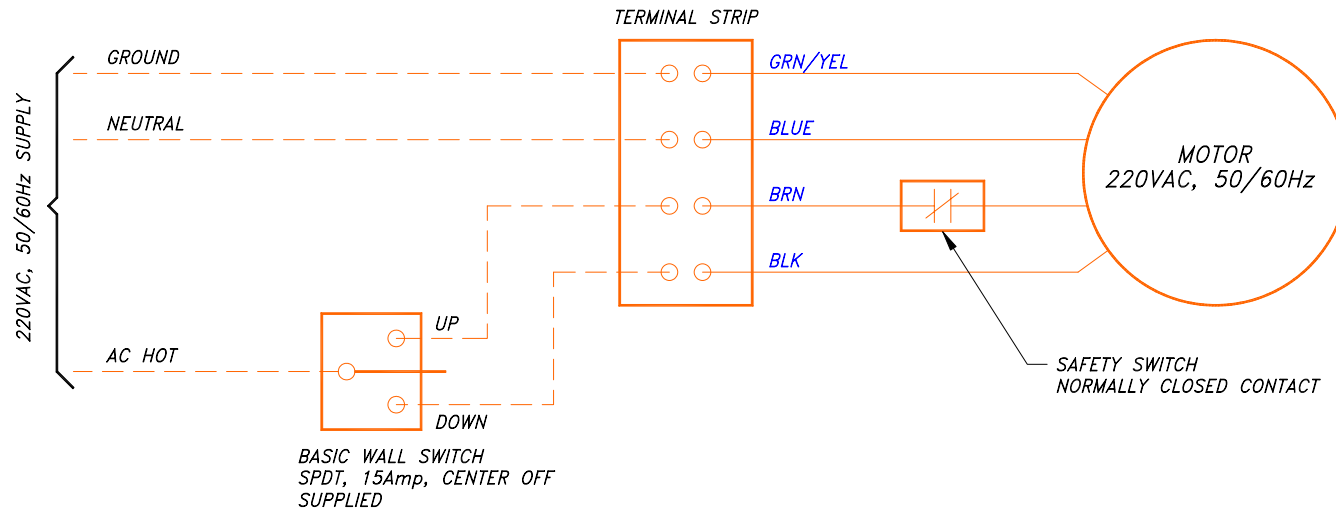 TERMINAL STRIP
GROUND
GRN/YEL
NEUTRAL
BLUE
220VAC, 50/60Hz SUPPLY
MOTOR
220VAC, 50/60Hz
BRN
BLK
UP
AC HOT
DOWN
SAFETY SWITCH
NORMALLY CLOSED CONTACT
BASIC WALL SWITCH
SPDT, 15Amp, CENTER OFF
SUPPLIED